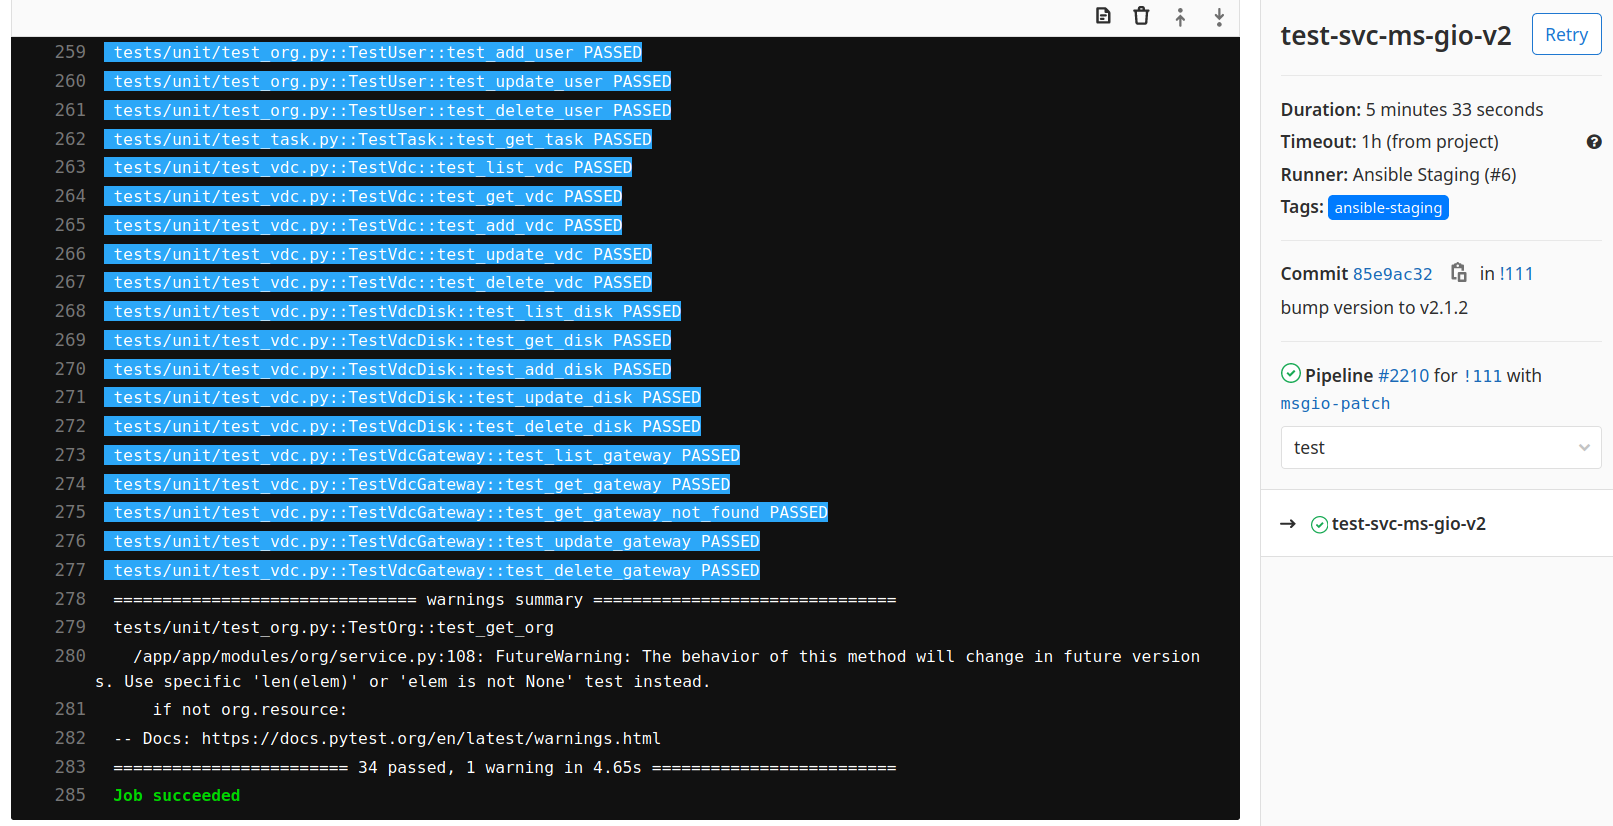 259 tests/unit/test_org.py::TestUser::test_add_user PASSED
260 tests/unit/test_org.py::TestUser::test_update_user PASSED
261 tests/unit/test_org.py::TestUser::test_delete_user PASSED
262 tests/unit/test_task.py::TestTask::test_get_task PASSED
263 tests/unit/test_vdc.py::TestVdc::test_list_vdc PASSED
264 tests/unit/test_vdc.py::TestVdc::test_get_vdc PASSED
265 tests/unit/test_vdc.py::TestVdc::test_add_vdc PASSED
266 tests/unit/test_vdc.py::TestVdc::test_update_vdc PASSED
267 tests/unit/test_vdc.py::TestVdc::test_delete_vdc PASSED
268 tests/unit/test_vdc.py::TestVdcDisk::test_list_disk PASSED
269 tests/unit/test_vdc.py::TestVdcDisk::test_get_disk PASSED
270 tests/unit/test_vdc.py::TestVdcDisk::test_add_disk PASSED
271 tests/unit/test_vdc.py::TestVdcDisk::test_update_disk PASSED
272 tests/unit/test_vdc.py::TestVdcDisk::test_delete_disk PASSED
273 tests/unit/test_vdc.py::TestVdcGateway::test_list_gateway PASSED
274 tests/unit/test_vdc.py::TestVdcGateway::test_get_gateway PASSED
275 tests/unit/test_vdc.py::TestVdcGateway::test_get_gateway_not_found PASSED
276 tests/unit/test_vdc.py::TestVdcGateway::test_update_gateway PASSED
277 tests/unit/test_vdc.py::TestVdcGateway::test_delete_gateway PASSED
278 =============================== warnings summary ===============================
279 tests/unit/test_org.py::TestOrg::test_get_org
280 /app/app/modules/org/service.py:108: FutureWarning: The behavior of this method will change in future version
s. Use specific 'len(elem)' or 'elem is not None' test instead.
281 if not org.resource:
282 -- Docs: https://docs.pytest.org/en/latest/warnings.html
283 ======================== 34 passed, 1 warning in 4.65s =========================
285 Job succeeded
test-svc-ms-gio-v2 Retry
Duration: 5 minutes 33 seconds
Timeout: 1h (from project)
Runner: Ansible Staging (#6)
Tags: ansible-staging
Commit 85e9ac32 in !111
bump version to v2.1.2
Pipeline #2210 for !111 with
msgio-patch
test
→ test-svc-ms-gio-v2